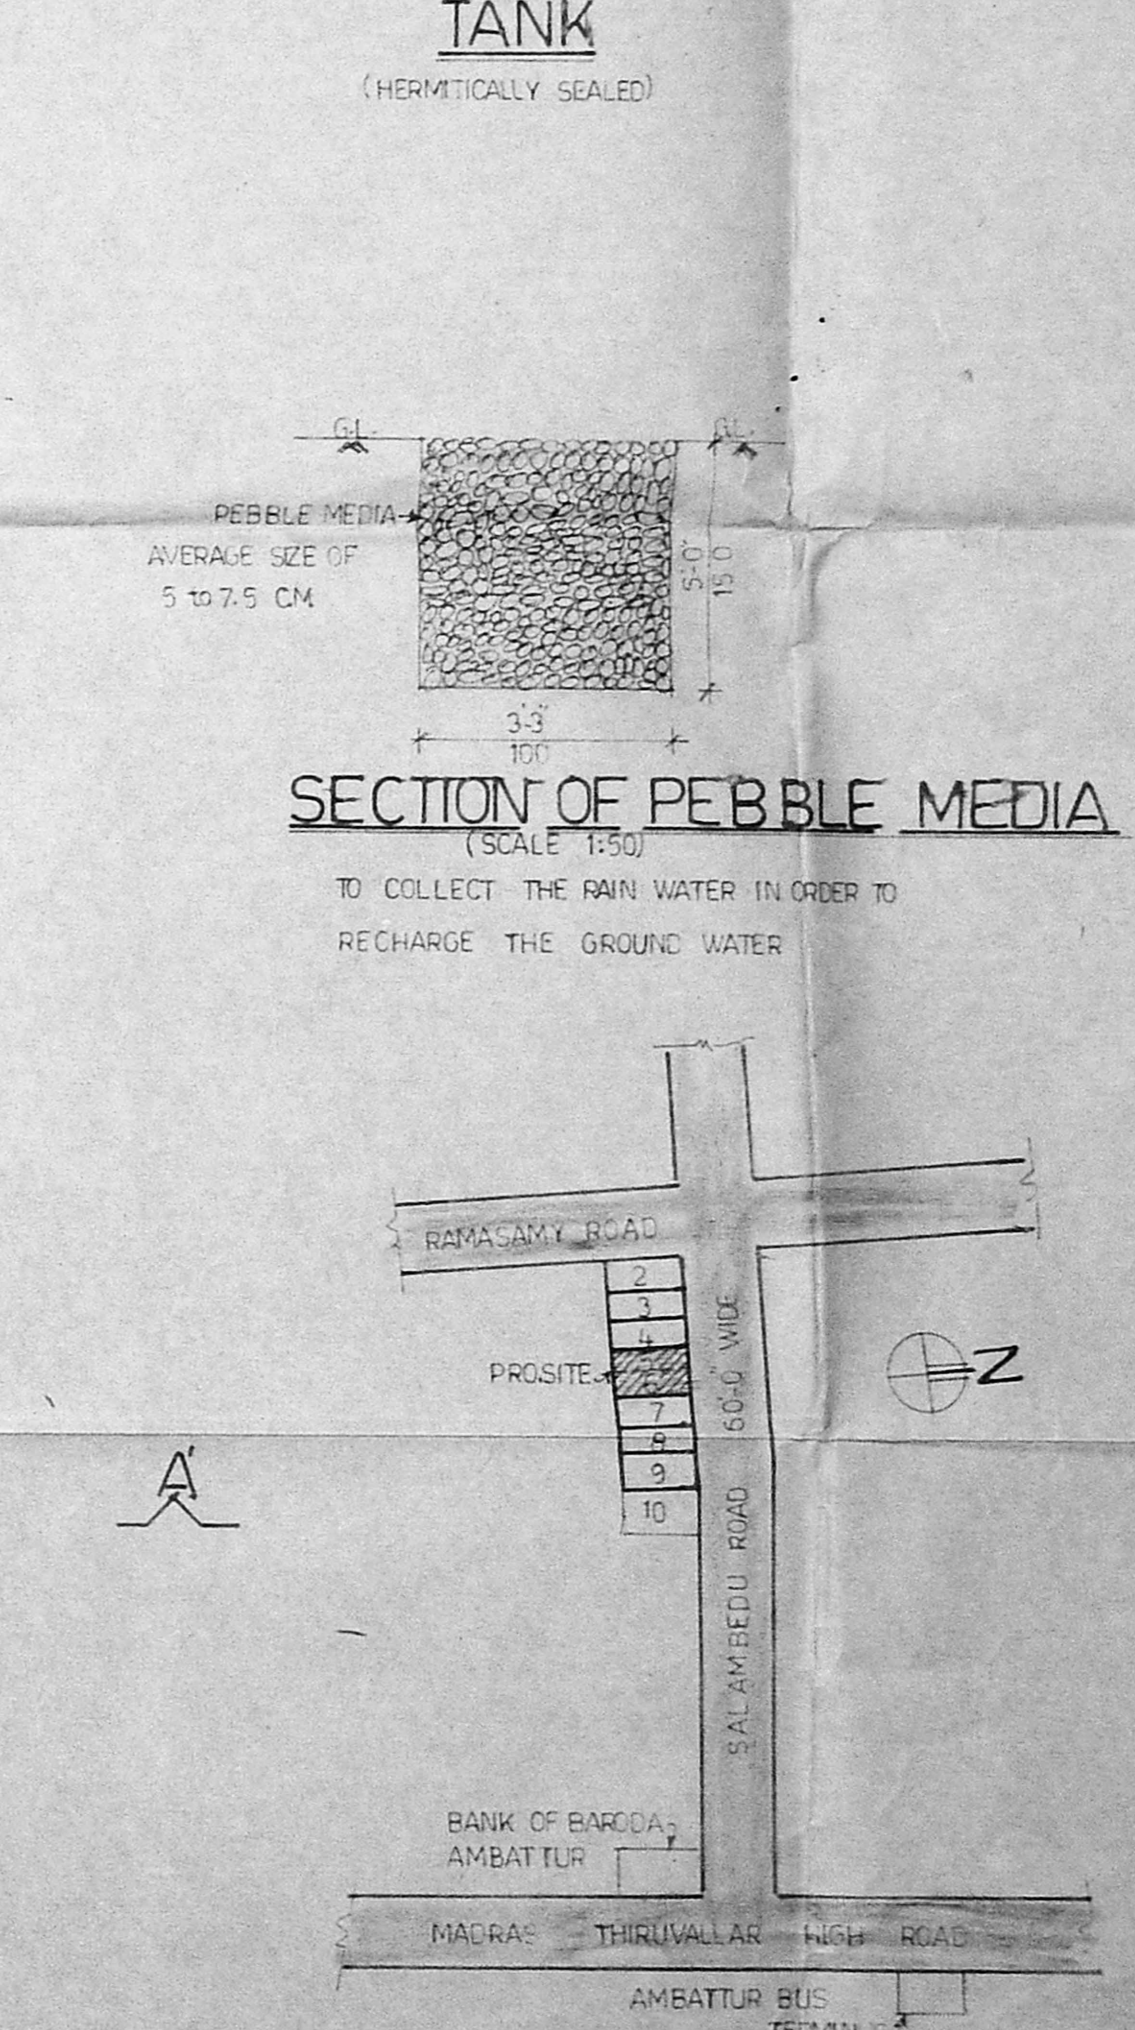 TANK
(HERMITICALLY SEALED)
G.L.
G.L.
PEBBLE MEDIA
AVERAGE SIZE OF
5 to 7.5 CM
5'-0"
150
3'-3"
100
SECTION OF PEBBLE MEDIA
(SCALE 1:50)
TO COLLECT THE RAIN WATER IN ORDER TO
RECHARGE THE GROUND WATER
RAMASAMY ROAD
2
3
4
PRO.SITE
7
8
9
10
SALAMBEDU ROAD 60'-0" WIDE
N
A'
BANK OF BARODA
AMBATTUR
MADRAS THIRUVALLAR HIGH ROAD
AMBATTUR BUS
TERMINUS